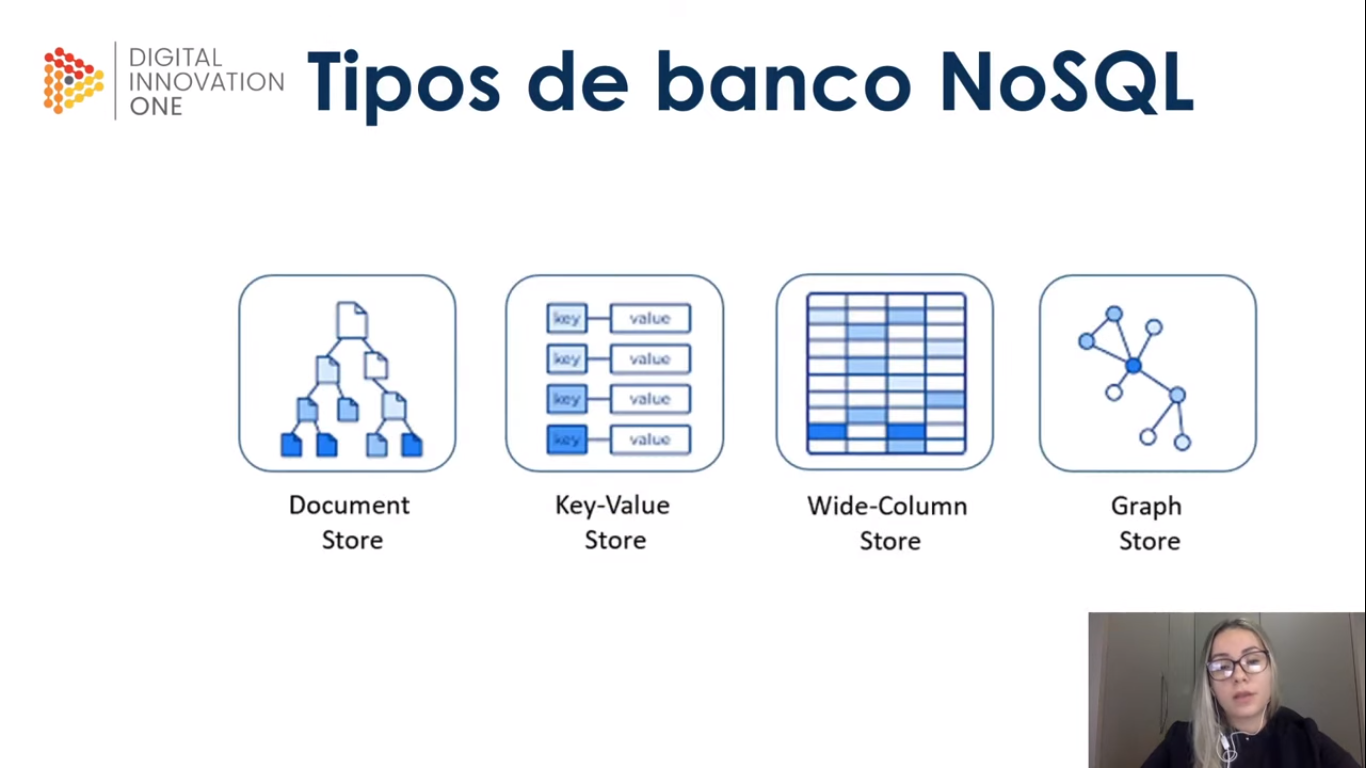 DIGITAL
INNOVATION
ONE
Tipos de banco NoSQL
key value
key value
key value
key value
Document
Store
Key-Value
Store
Wide-Column
Store
Graph
Store